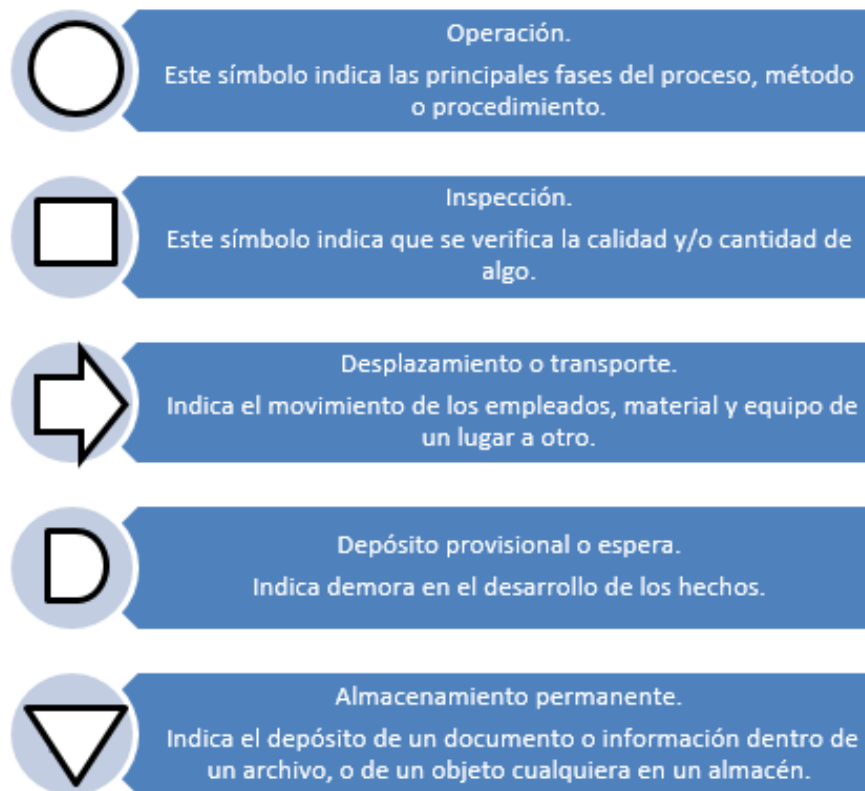 Operación.
Este símbolo indica las principales fases del proceso, método
o procedimiento.
Inspección.
Este símbolo indica que se verifica la calidad y/o cantidad de
algo.
Desplazamiento o transporte.
Indica el movimiento de los empleados, material y equipo de
un lugar a otro.
Depósito provisional o espera.
Indica demora en el desarrollo de los hechos.
Almacenamiento permanente.
Indica el depósito de un documento o información dentro de
un archivo, o de un objeto cualquiera en un almacén.